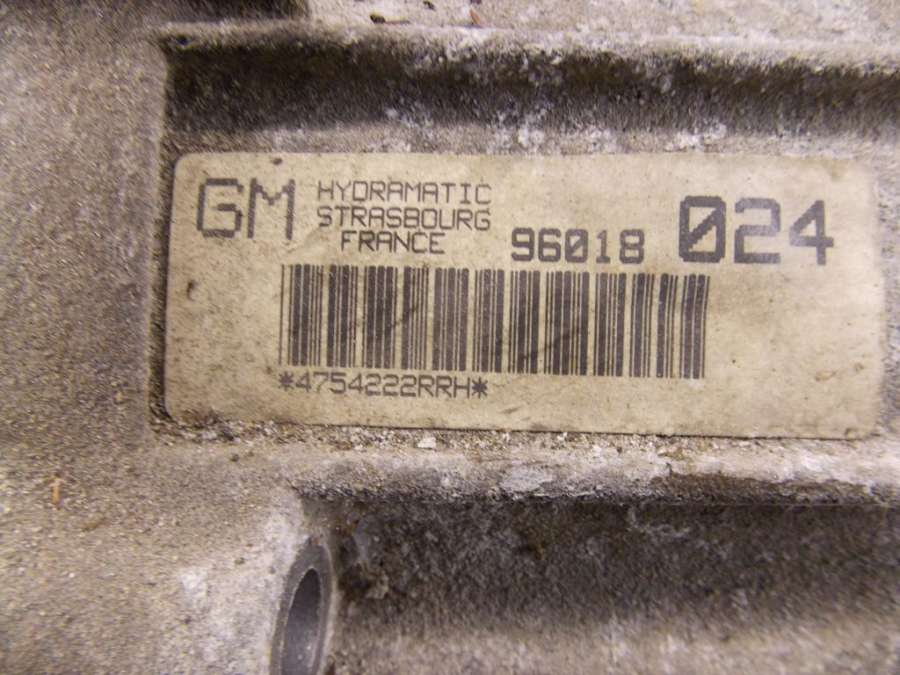 GM HYDRAMATIC
STRASBOURG
FRANCE
96018 024
*4754222RRH*